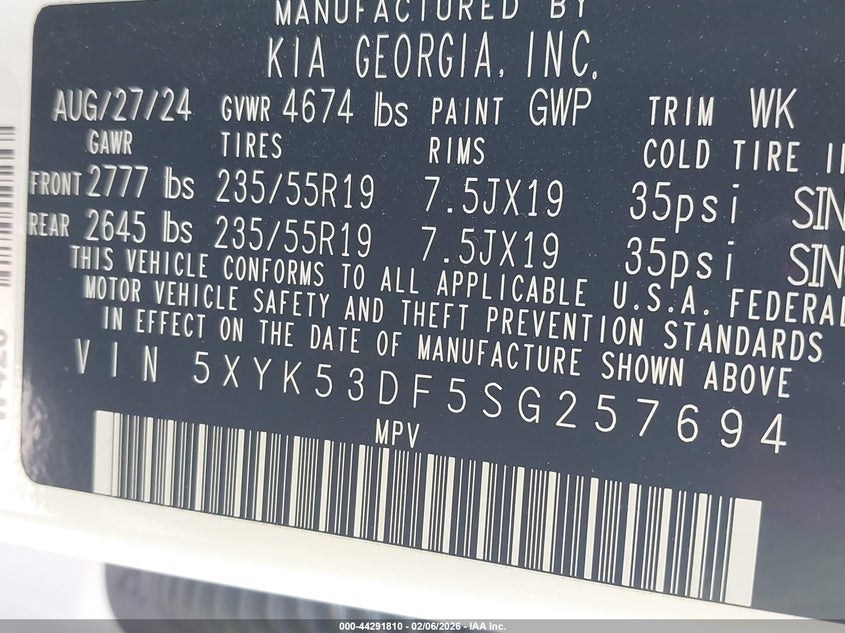 MANUFACTURED BY
KIA GEORGIA, INC.
AUG/27/24 GVWR 4674 lbs PAINT GWP TRIM WK
GAWR TIRES RIMS COLD TIRE
FRONT 2777 lbs 235/55R19 7.5JX19 35psi SIN
REAR 2645 lbs 235/55R19 7.5JX19 35psi SIN
THIS VEHICLE CONFORMS TO ALL APPLICABLE U.S.A. FEDERAL
MOTOR VEHICLE SAFETY AND THEFT PREVENTION STANDARDS
IN EFFECT ON THE DATE OF MANUFACTURE SHOWN ABOVE
VIN 5XYK53DF5SG257694
MPV
000-44291810 - 02/06/2026 - IAA Inc.